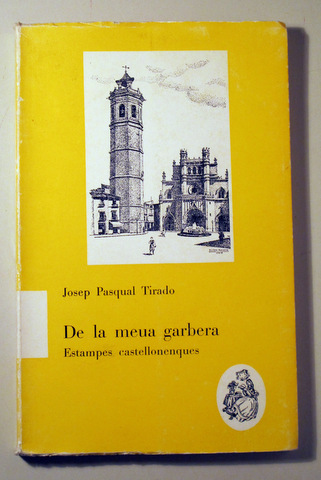 Josep Pasqual Tirado
De la meua garbera
Estampes castellonenques